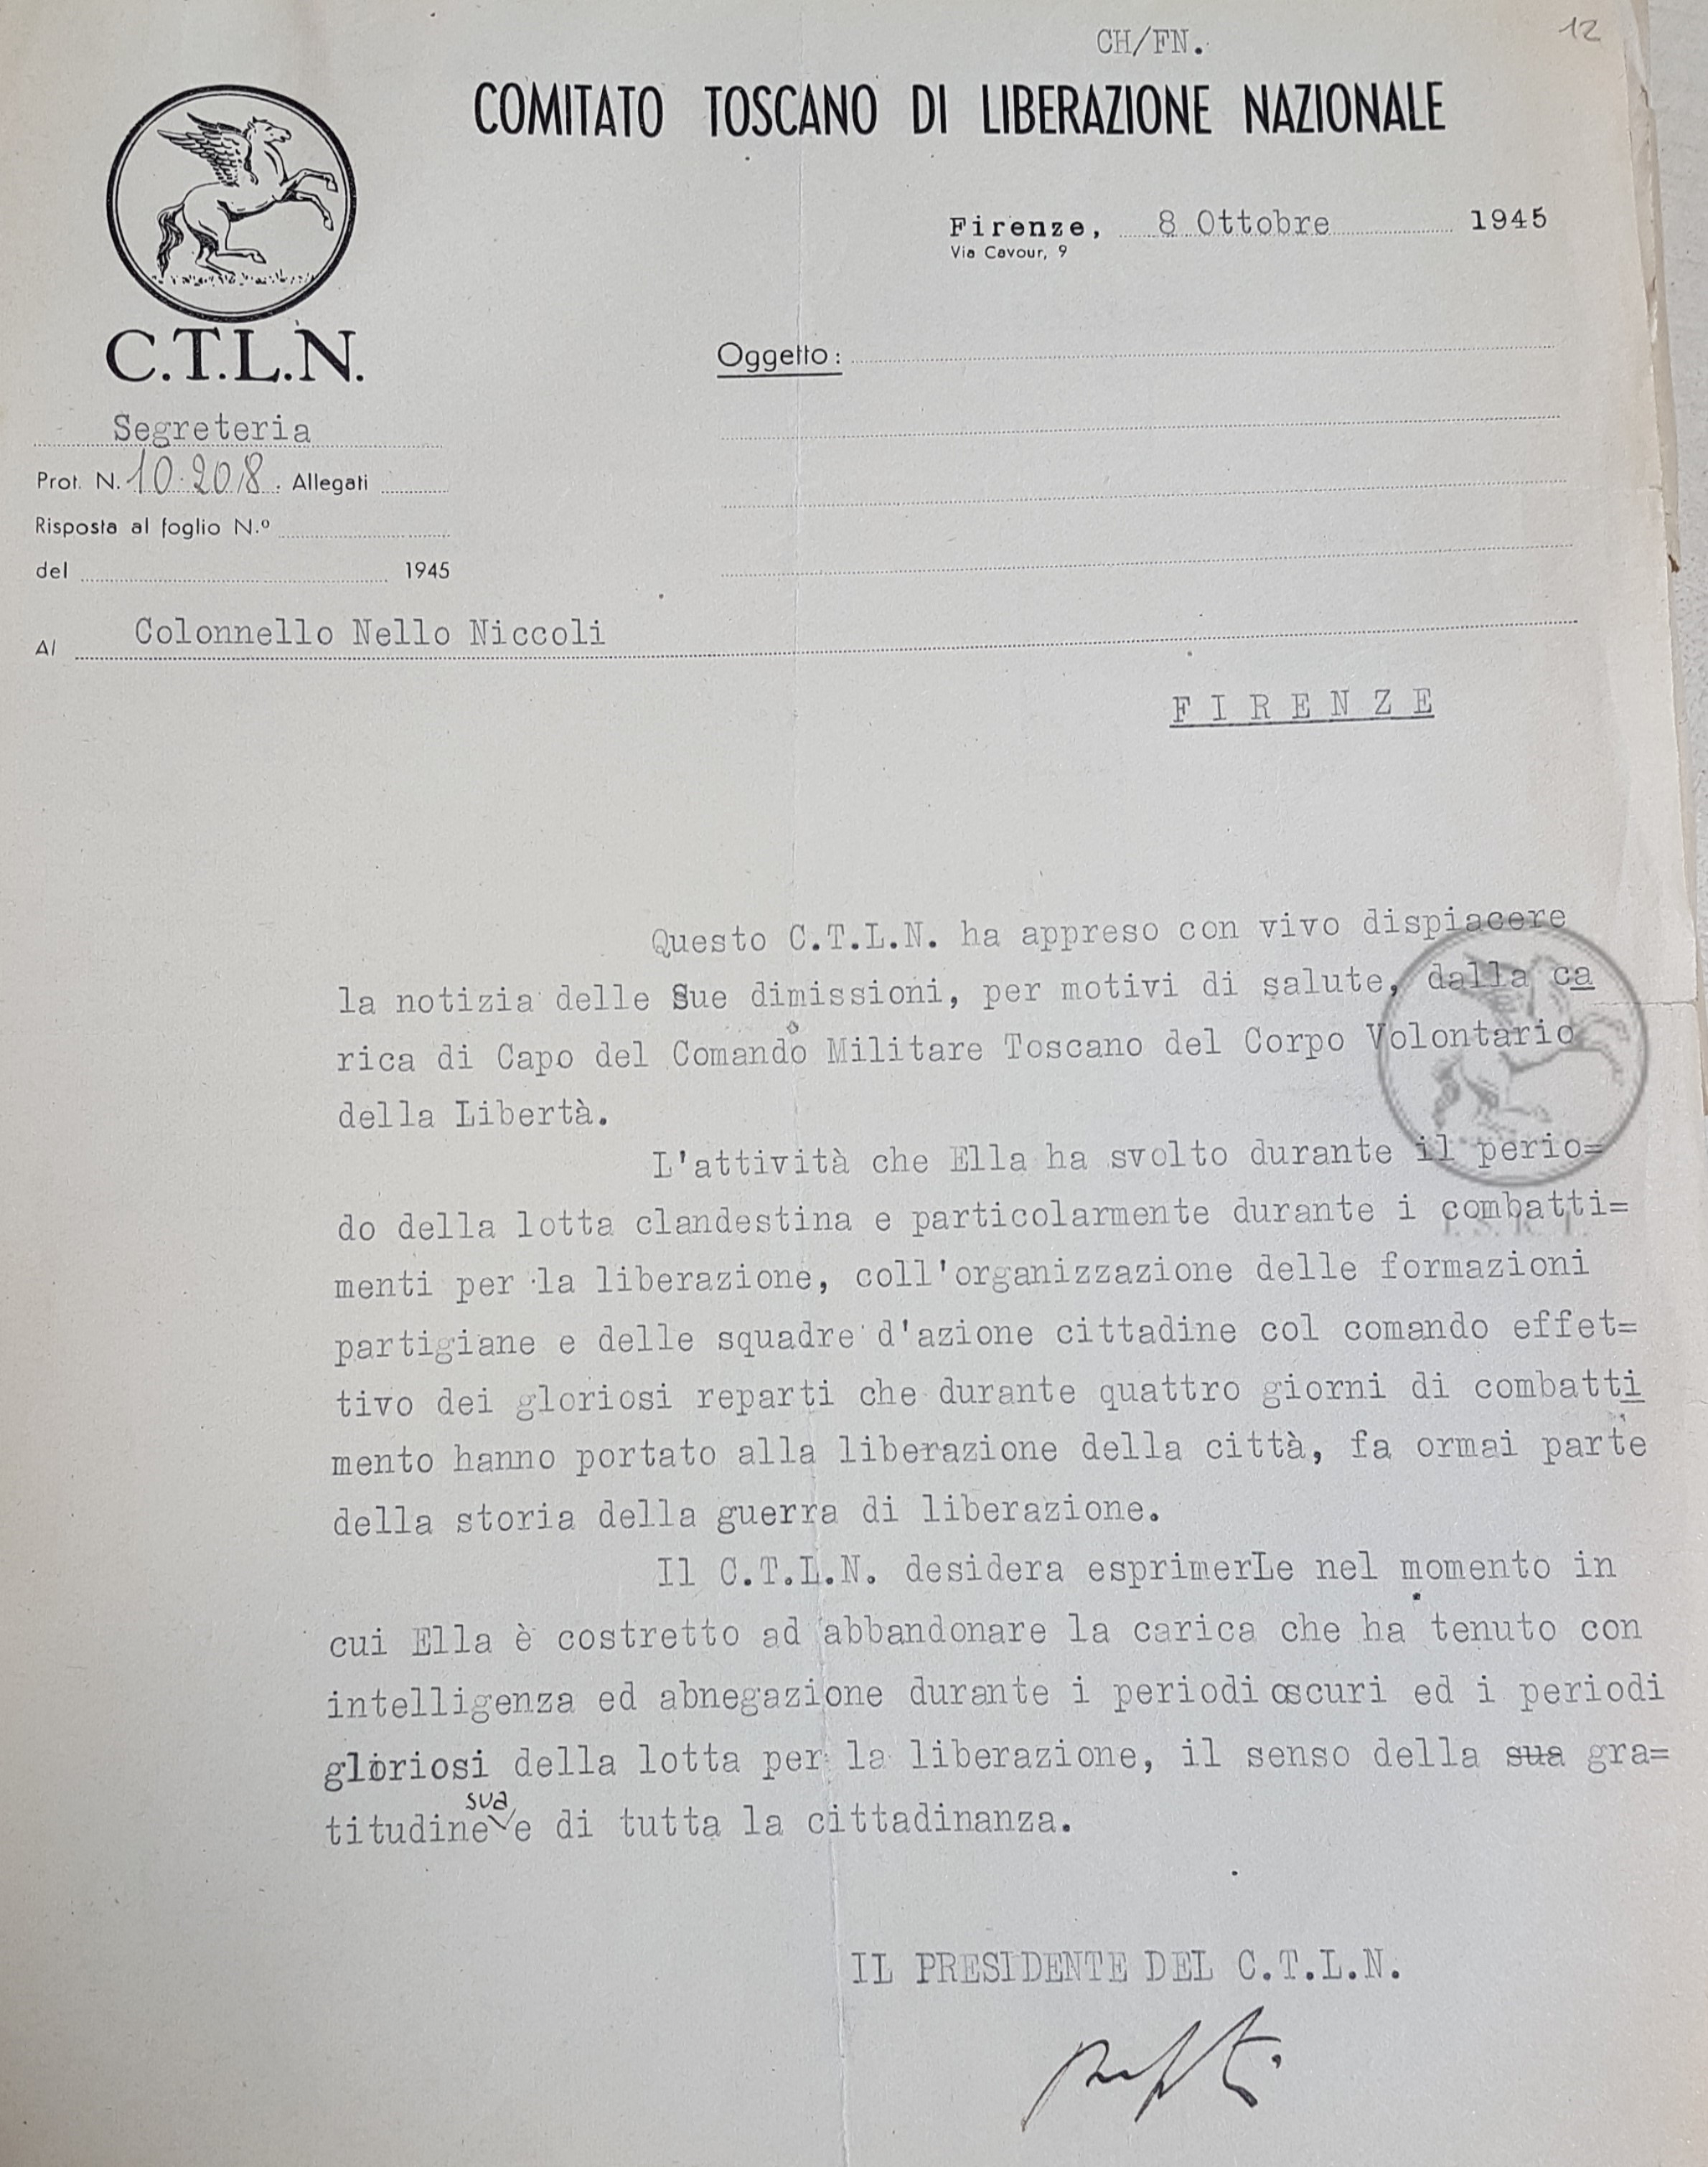 12
CH/FN.
COMITATO TOSCANO DI LIBERAZIONE NAZIONALE
Firenze, 8 Ottobre 1945
Via Cavour, 9
C.T.L.N.
Oggetto:
Segreteria
Prot. N. 10.208. Allegati
Risposta al foglio N.º
del 1945
Al Colonnello Nello Niccoli
FIRENZE
Questo C.T.L.N. ha appreso con vivo dispiacere
la notizia delle Sue dimissioni, per motivi di salute, dalla ca
rica di Capo del Comando Militare Toscano del Corpo Volontario
della Libertà.
L'attività che Ella ha svolto durante il perio=
do della lotta clandestina e particolarmente durante i combatti=
I.S.R.T.
menti per la liberazione, coll'organizzazione delle formazioni
partigiane e delle squadre d'azione cittadine col comando effet=
tivo dei gloriosi reparti che durante quattro giorni di combatti
mento hanno portato alla liberazione della città, fa ormai parte
della storia della guerra di liberazione.
Il C.T.L.N. desidera esprimerLe nel momento in
cui Ella è costretto ad abbandonare la carica che ha tenuto con
intelligenza ed abnegazione durante i periodi oscuri ed i periodi
gloriosi della lotta per la liberazione, il senso della sua gra=
titudine sua e di tutta la cittadinanza.
IL PRESIDENTE DEL C.T.L.N.